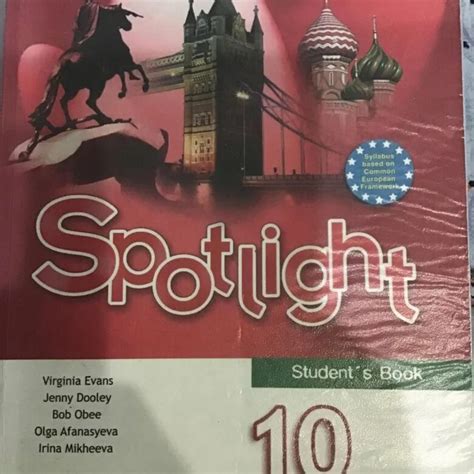 Syllabus
based on
Common
European
Framework
Spotlight
Student's Book
Virginia Evans
Jenny Dooley
Bob Obee
Olga Afanasyeva
Irina Mikheeva
10